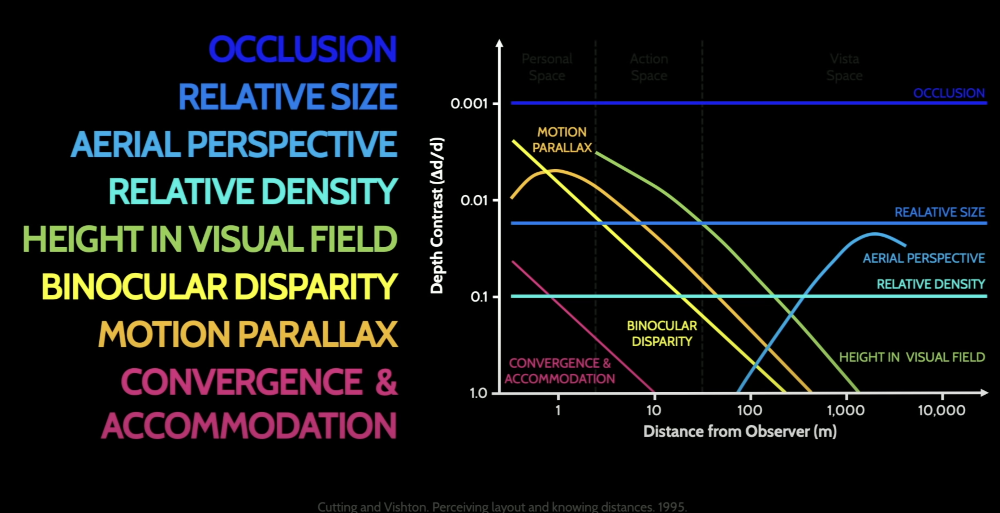 OCCLUSION
RELATIVE SIZE
AERIAL PERSPECTIVE
RELATIVE DENSITY
HEIGHT IN VISUAL FIELD
BINOCULAR DISPARITY
MOTION PARALLAX
CONVERGENCE &
ACCOMMODATION
Personal
Space
Action
Space
Vista
Space
OCCLUSION
0.001
MOTION
PARALLAX
Depth Contrast (Δd/d)
0.01
REALATIVE SIZE
AERIAL PERSPECTIVE
RELATIVE DENSITY
0.1
BINOCULAR
DISPARITY
HEIGHT IN VISUAL FIELD
CONVERGENCE &
ACCOMMODATION
1.0
1 10 100 1,000 10,000
Distance from Observer (m)
Cutting and Vishton. Perceiving layout and knowing distances. 1995.